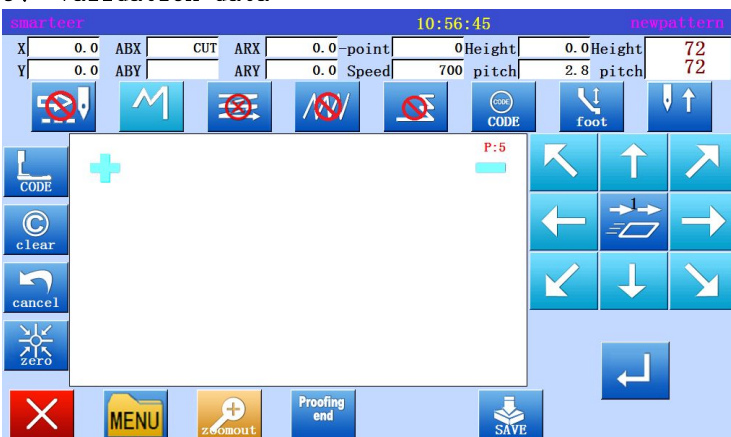 smarteer 10:56:45 newpattern
X 0.0 ABX CUT ARX 0.0 -point 0 Height 0.0 Height 72
Y 0.0 ABY ARY 0.0 Speed 700 pitch 2.8 pitch 72
CODE
CODE foot
P:5
CODE
1
clear
cancel
zero
MENU zoomout Proofing end SAVE